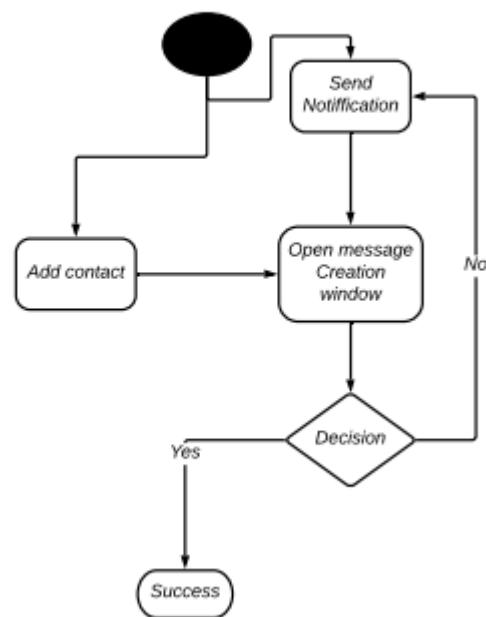 Send
Notiffication
Add contact
Open message
Creation
window
No
Decision
Yes
Success